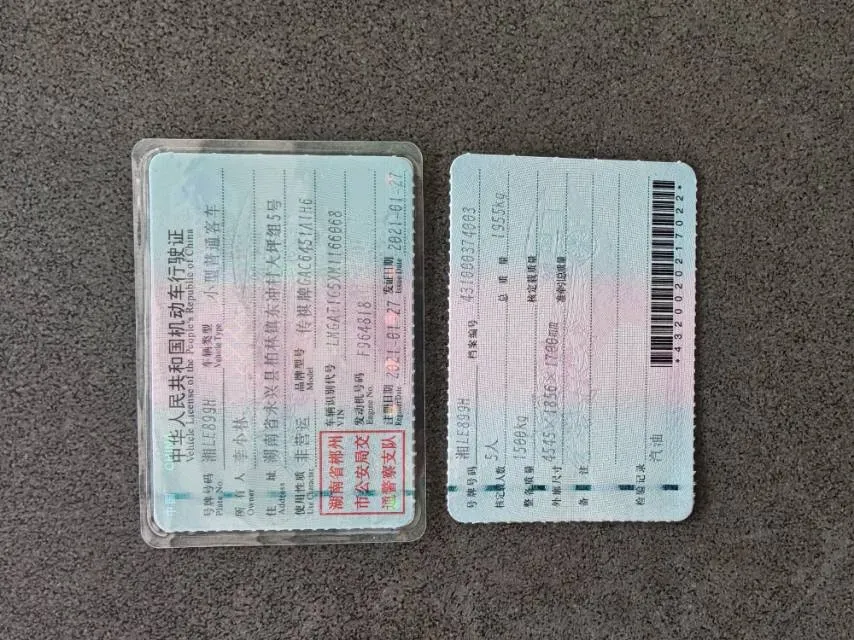 中华人民共和国机动车行驶证
Vehicle License of the People's Republic of China
号牌号码 湘LE899H 车辆类型 小型普通客车
Plate No. Vehicle Type
所有人 李小林
Owner
住址 湖南省永兴县柏林镇东冲村大坪组5号
Address
使用性质 非营运 品牌型号 传祺牌GAC6451A1H6
Use Character Model
湖南省郴州
市公安局交
通警察支队
车辆识别代号
VIN
发动机号码 FJ64818
Engine No.
注册日期 2021-01-27 发证日期 2021-01-27
Register Date Issue Date
号牌号码 湘LE899H 档案编号 431000374003
核定载人数 5人 总质量 1955kg
整备质量 1580kg 核定载质量
外廓尺寸 准牵引总质量
备注
检验记录 汽油
*4320020217022*